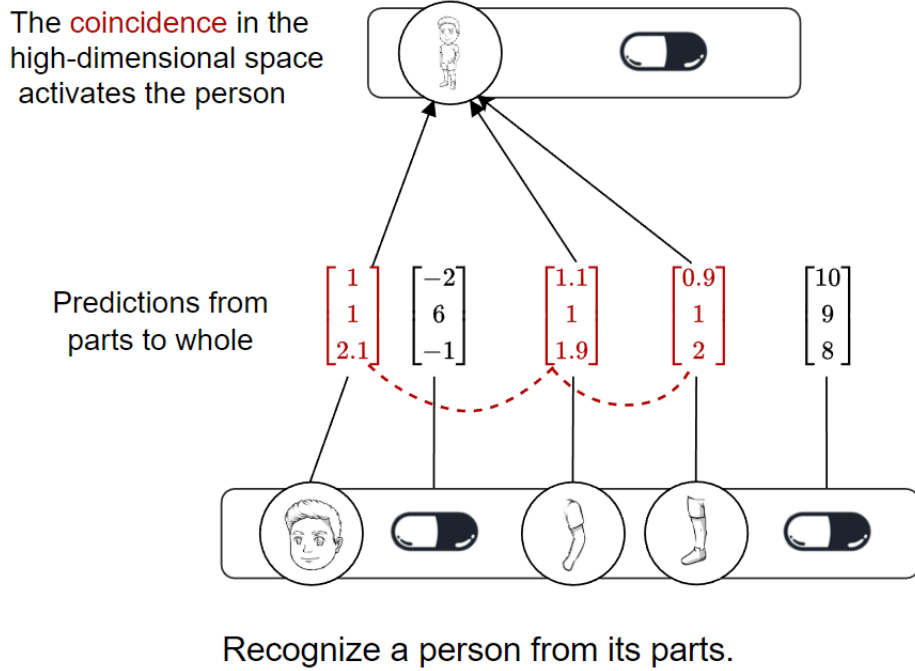 The coincidence in the
high-dimensional space
activates the person
Predictions from
parts to whole
1 -2 1.1 0.9 10
1 6 1 1 9
2.1 -1 1.9 2 8
Recognize a person from its parts.